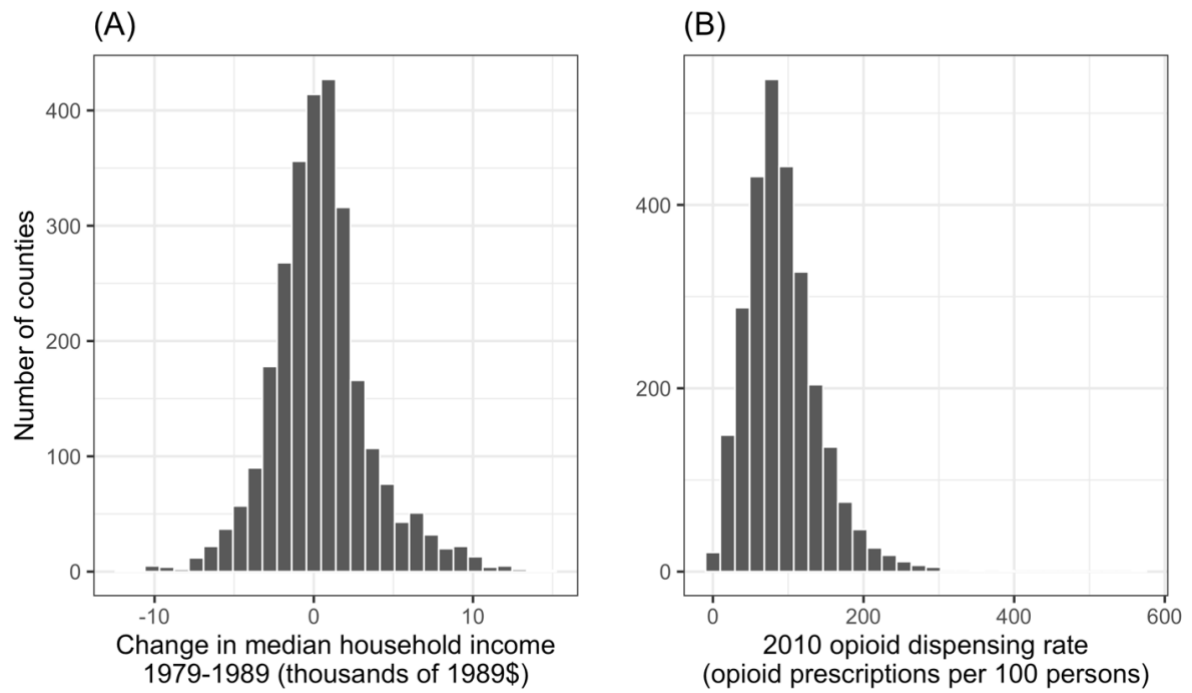 (A)
400
300
200
100
0
-10 0 10
Number of counties
Change in median household income
1979-1989 (thousands of 1989$)
(B)
400
200
0
0 200 400 600
2010 opioid dispensing rate
(opioid prescriptions per 100 persons)